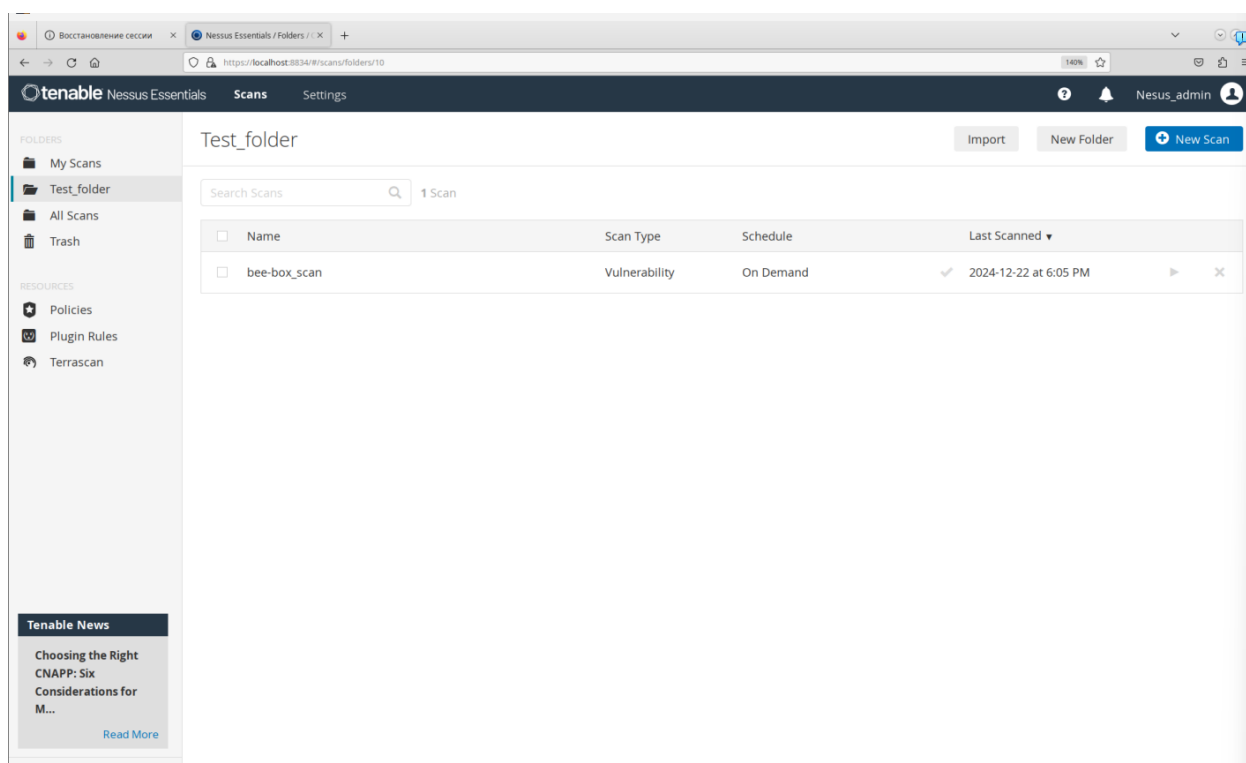 Восстановление сессии
Nessus Essentials / Folders /
https://localhost:8834/#/scans/folders/10
140%
tenable Nessus Essentials
Scans
Settings
Nesus_admin
FOLDERS
My Scans
Test_folder
All Scans
Trash
RESOURCES
Policies
Plugin Rules
Terrascan
Tenable News
Choosing the Right
CNAPP: Six
Considerations for
M...
Read More
Test_folder
Import
New Folder
New Scan
Search Scans
1 Scan
Name Scan Type Schedule Last Scanned ▼
bee-box_scan Vulnerability On Demand 2024-12-22 at 6:05 PM